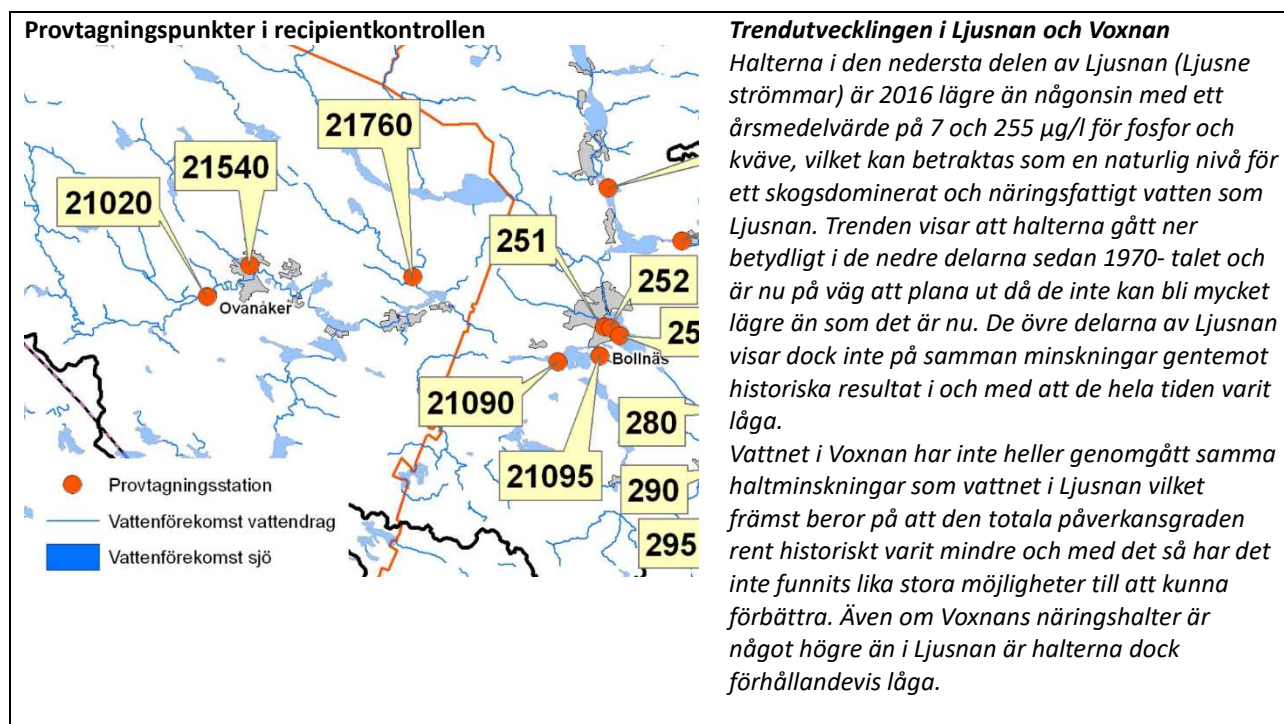 Provtagningspunkter i recipientkontrollen
21760
21540
21020
251
252
25
Ovanåker
Bollnäs
21090
280
21095
290
295
Provtagningsstation
Vattenförekomst vattendrag
Vattenförekomst sjö
Trendutvecklingen i Ljusnan och Voxnan
Halterna i den nedersta delen av Ljusnan (Ljusne
strömmar) är 2016 lägre än någonsin med ett
årsmedelvärde på 7 och 255 µg/l för fosfor och
kväve, vilket kan betraktas som en naturlig nivå för
ett skogsdominerat och näringsfattigt vatten som
Ljusnan. Trenden visar att halterna gått ner
betydligt i de nedre delarna sedan 1970- talet och
är nu på väg att plana ut då de inte kan bli mycket
lägre än som det är nu. De övre delarna av Ljusnan
visar dock inte på samman minskningar gentemot
historiska resultat i och med att de hela tiden varit
låga.
Vattnet i Voxnan har inte heller genomgått samma
haltminskningar som vattnet i Ljusnan vilket
främst beror på att den totala påverkansgraden
rent historiskt varit mindre och med det så har det
inte funnits lika stora möjligheter till att kunna
förbättra. Även om Voxnans näringshalter är
något högre än i Ljusnan är halterna dock
förhållandevis låga.